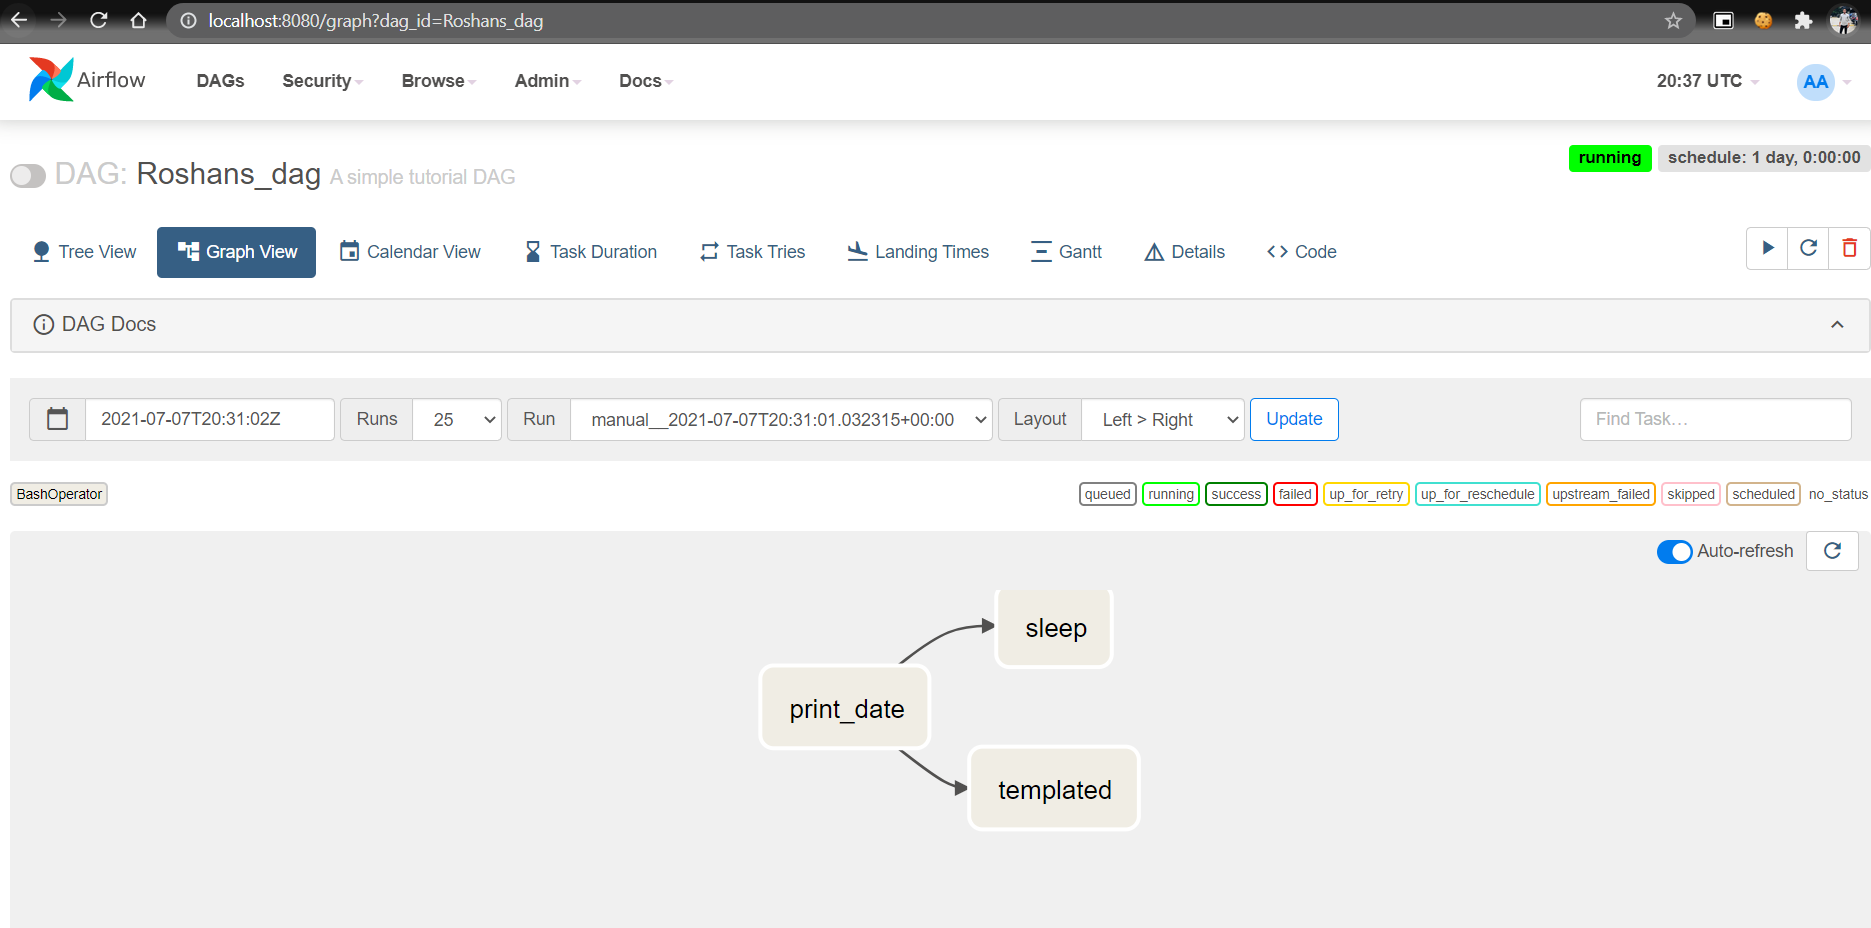 localhost:8080/graph?dag_id=Roshans_dag
Airflow DAGs Security Browse Admin Docs 20:37 UTC AA
running schedule: 1 day, 0:00:00
DAG: Roshans_dag A simple tutorial DAG
Tree View Graph View Calendar View Task Duration Task Tries Landing Times Gantt Details Code
DAG Docs
2021-07-07T20:31:02Z Runs 25 Run manual__2021-07-07T20:31:01.032315+00:00 Layout Left > Right Update Find Task…
BashOperator queued running success failed up_for_retry up_for_reschedule upstream_failed skipped scheduled no_status
Auto-refresh
sleep
print_date
templated